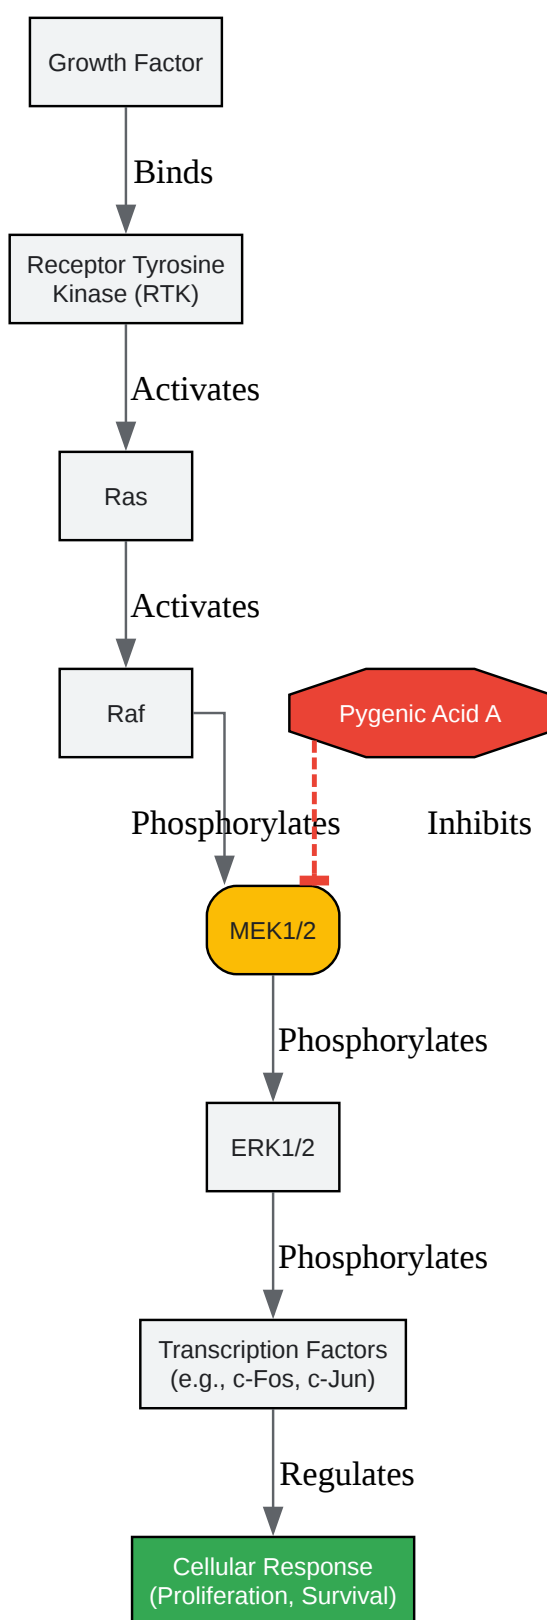 Growth Factor
Binds
Receptor Tyrosine
Kinase (RTK)
Activates
Ras
Activates
Raf
Pygenic Acid A
Phosphorylates
Inhibits
MEK1/2
Phosphorylates
ERK1/2
Phosphorylates
Transcription Factors
(e.g., c-Fos, c-Jun)
Regulates
Cellular Response
(Proliferation, Survival)